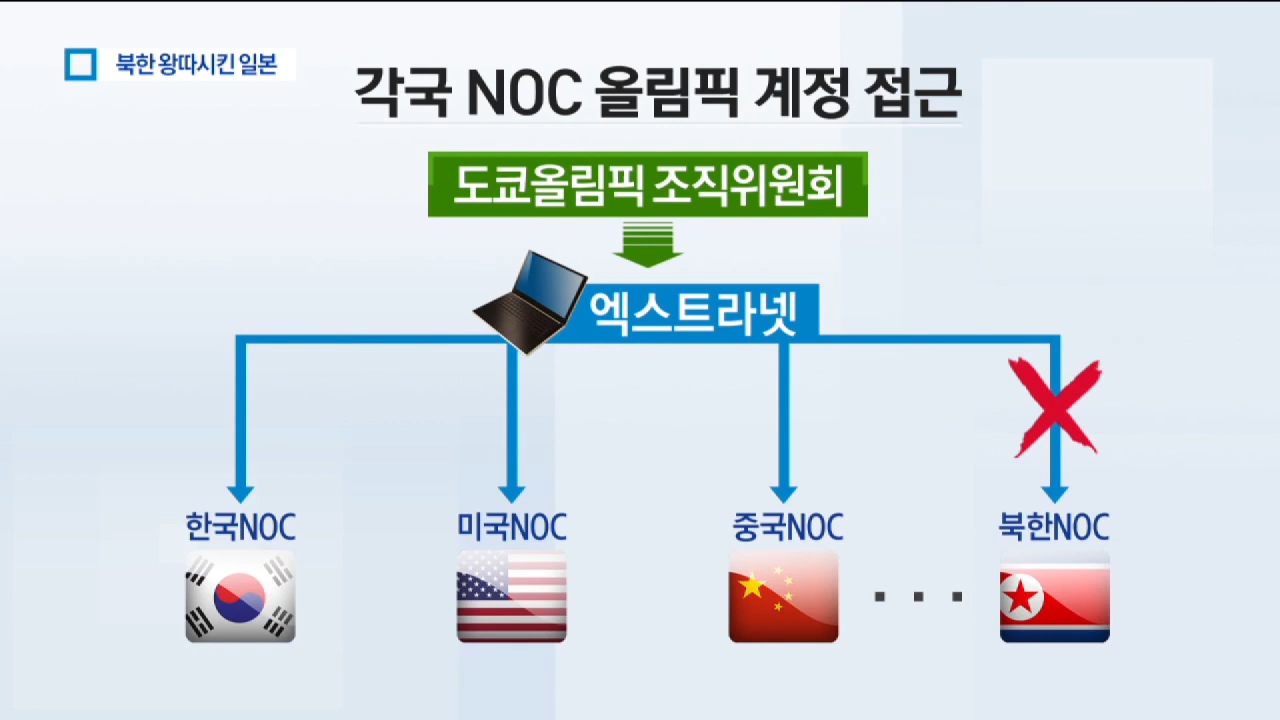 북한 왕따시킨 일본
각국 NOC 올림픽 계정 접근
도쿄올림픽 조직위원회
엑스트라넷
한국NOC
미국NOC
중국NOC
북한NOC